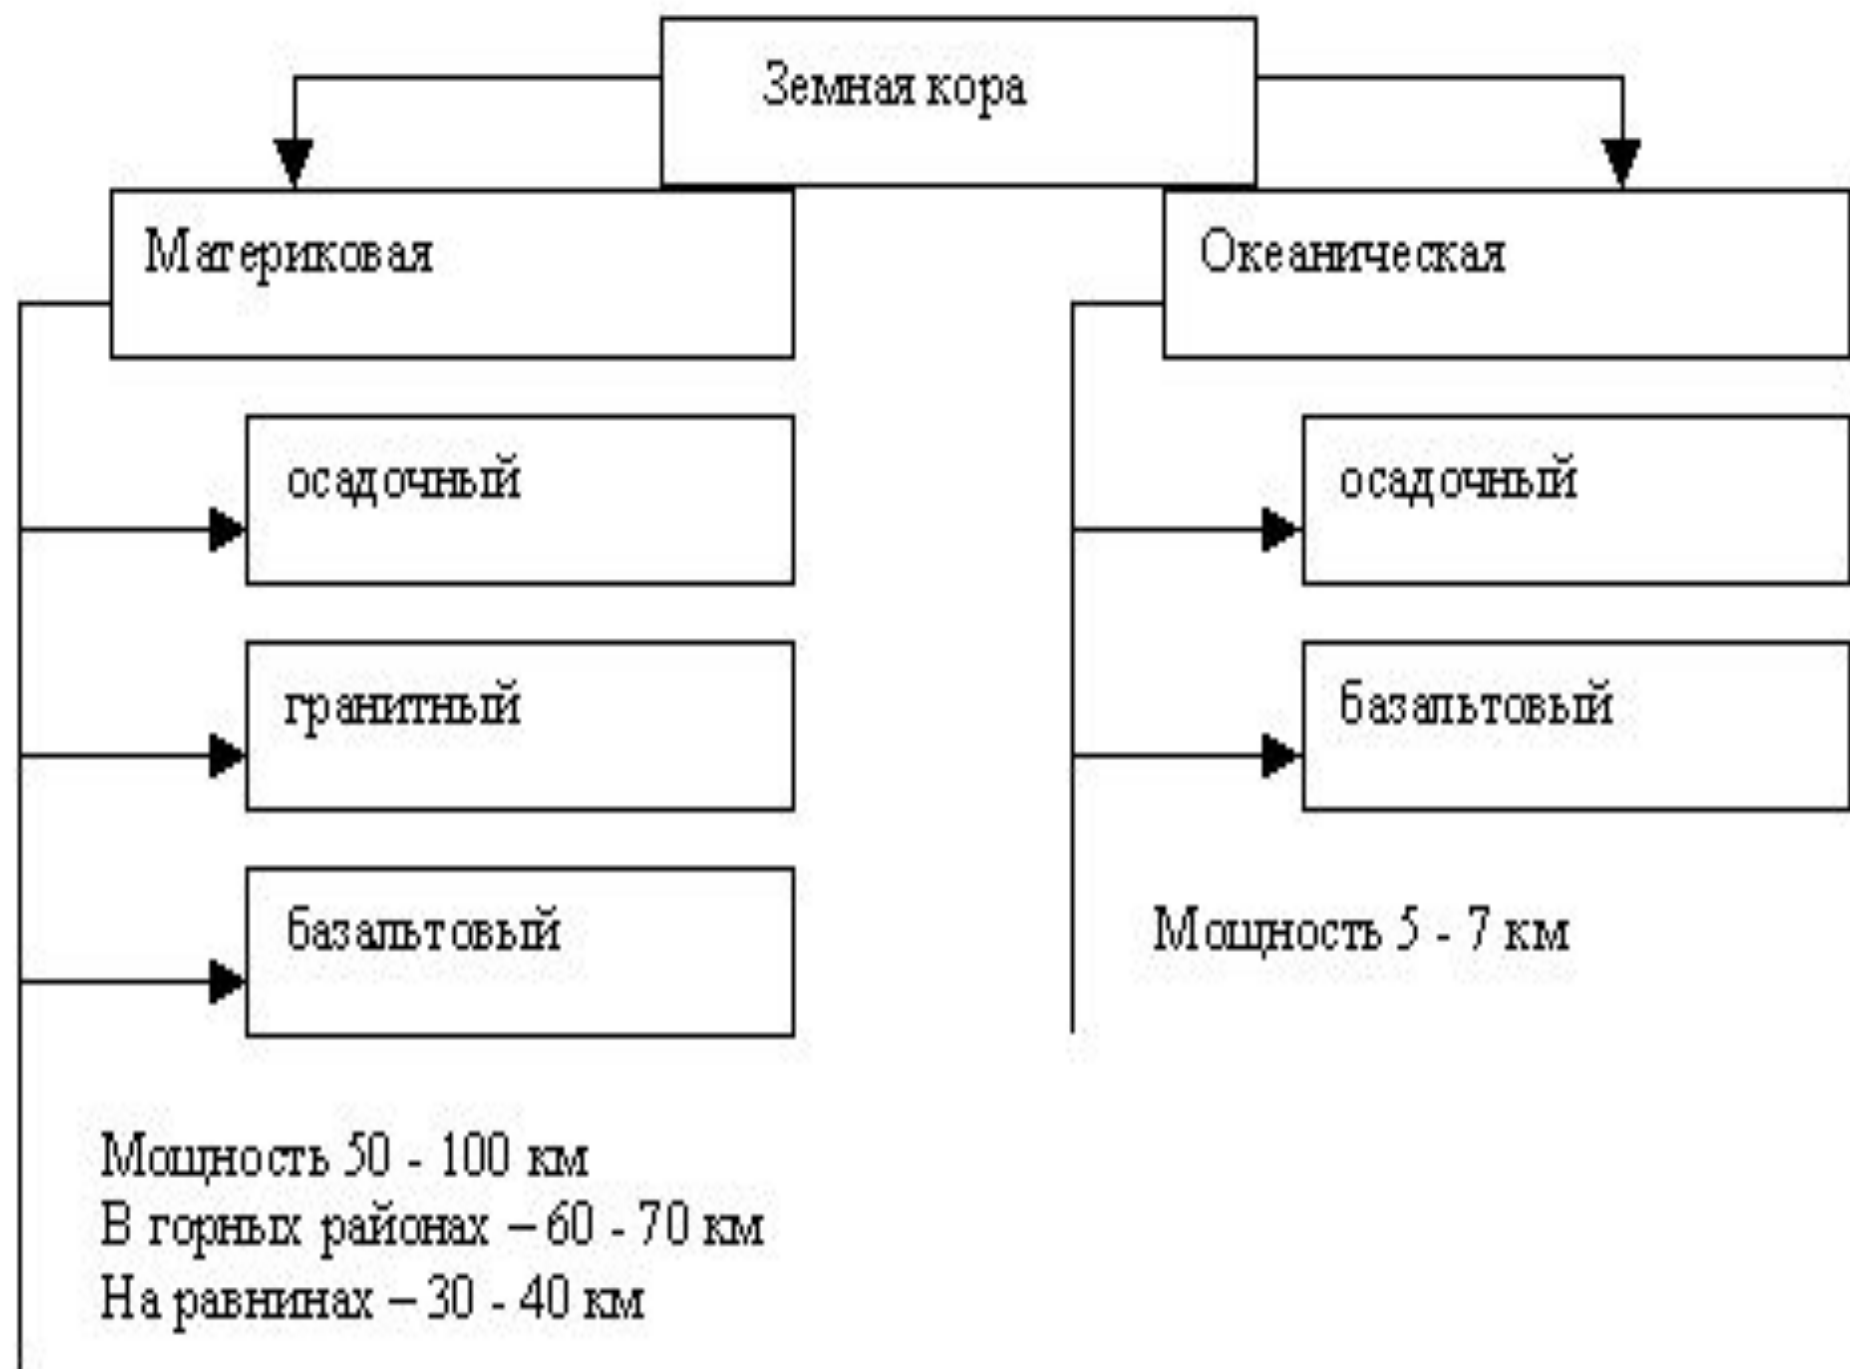 Земная кора
Материковая
Океаническая
осадочный
гранитный
базальтовый
Мощность 50 - 100 км
В горных районах – 60 - 70 км
На равнинах – 30 - 40 км
осадочный
базальтовый
Мощность 5 - 7 км